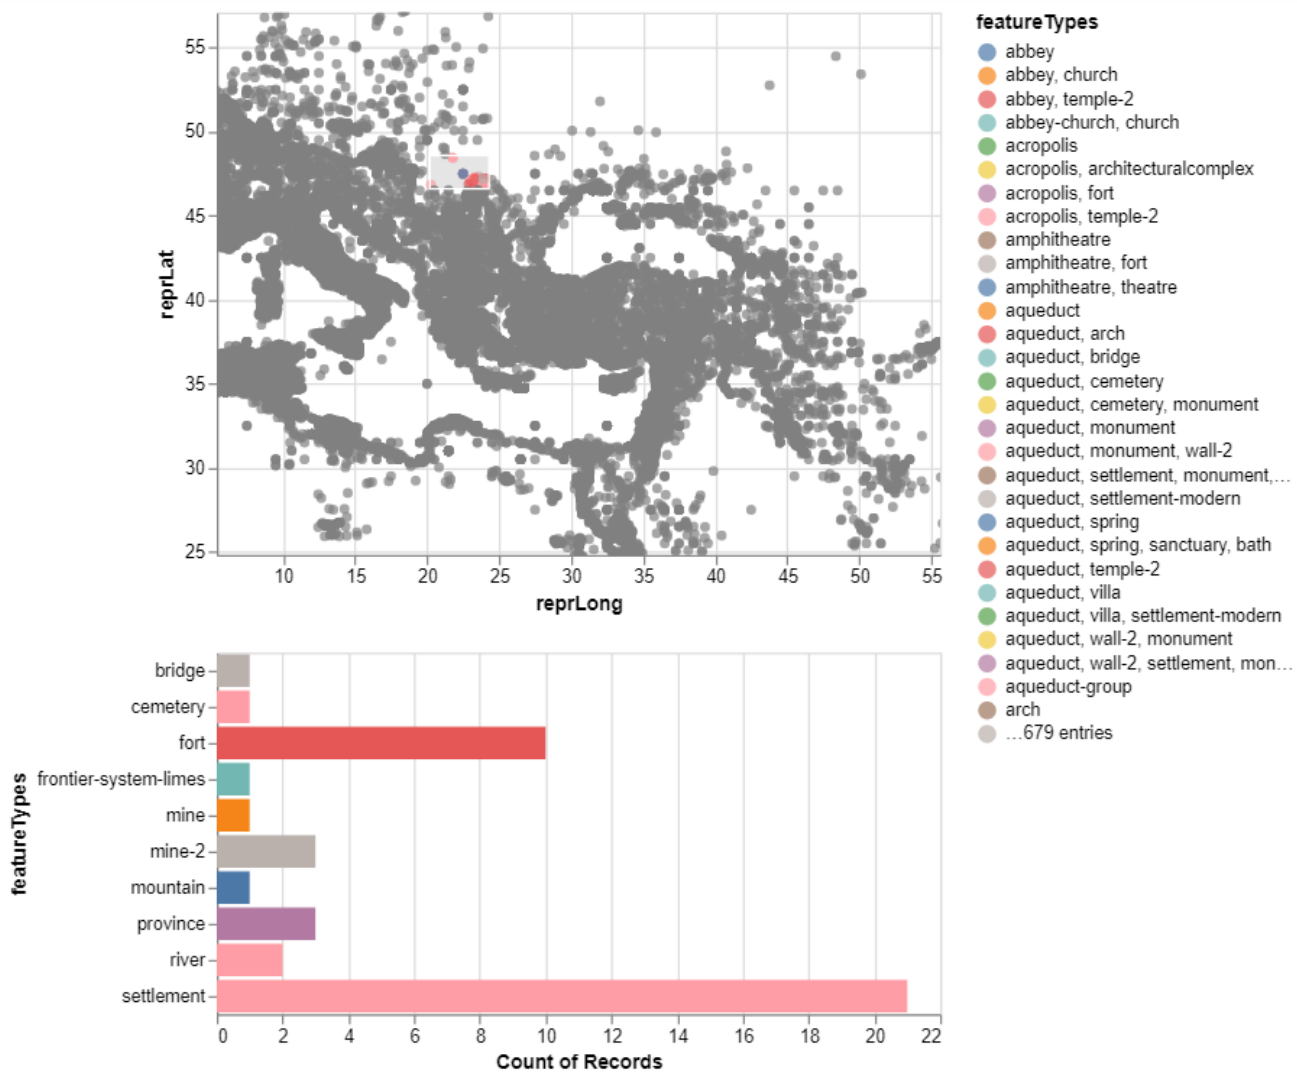 featureTypes
abbey
abbey, church
abbey, temple-2
abbey-church, church
acropolis
acropolis, architecturalcomplex
acropolis, fort
acropolis, temple-2
amphitheatre
amphitheatre, fort
amphitheatre, theatre
aqueduct
aqueduct, arch
aqueduct, bridge
aqueduct, cemetery
aqueduct, cemetery, monument
aqueduct, monument
aqueduct, monument, wall-2
aqueduct, settlement, monument,…
aqueduct, settlement-modern
aqueduct, spring
aqueduct, spring, sanctuary, bath
aqueduct, temple-2
aqueduct, villa
aqueduct, villa, settlement-modern
aqueduct, wall-2, monument
aqueduct, wall-2, settlement, mon…
aqueduct-group
arch
…679 entries
reprLat
55
50
45
40
35
30
25
10 15 20 25 30 35 40 45 50 55
reprLong
featureTypes
bridge
cemetery
fort
frontier-system-limes
mine
mine-2
mountain
province
river
settlement
0 2 4 6 8 10 12 14 16 18 20 22
Count of Records